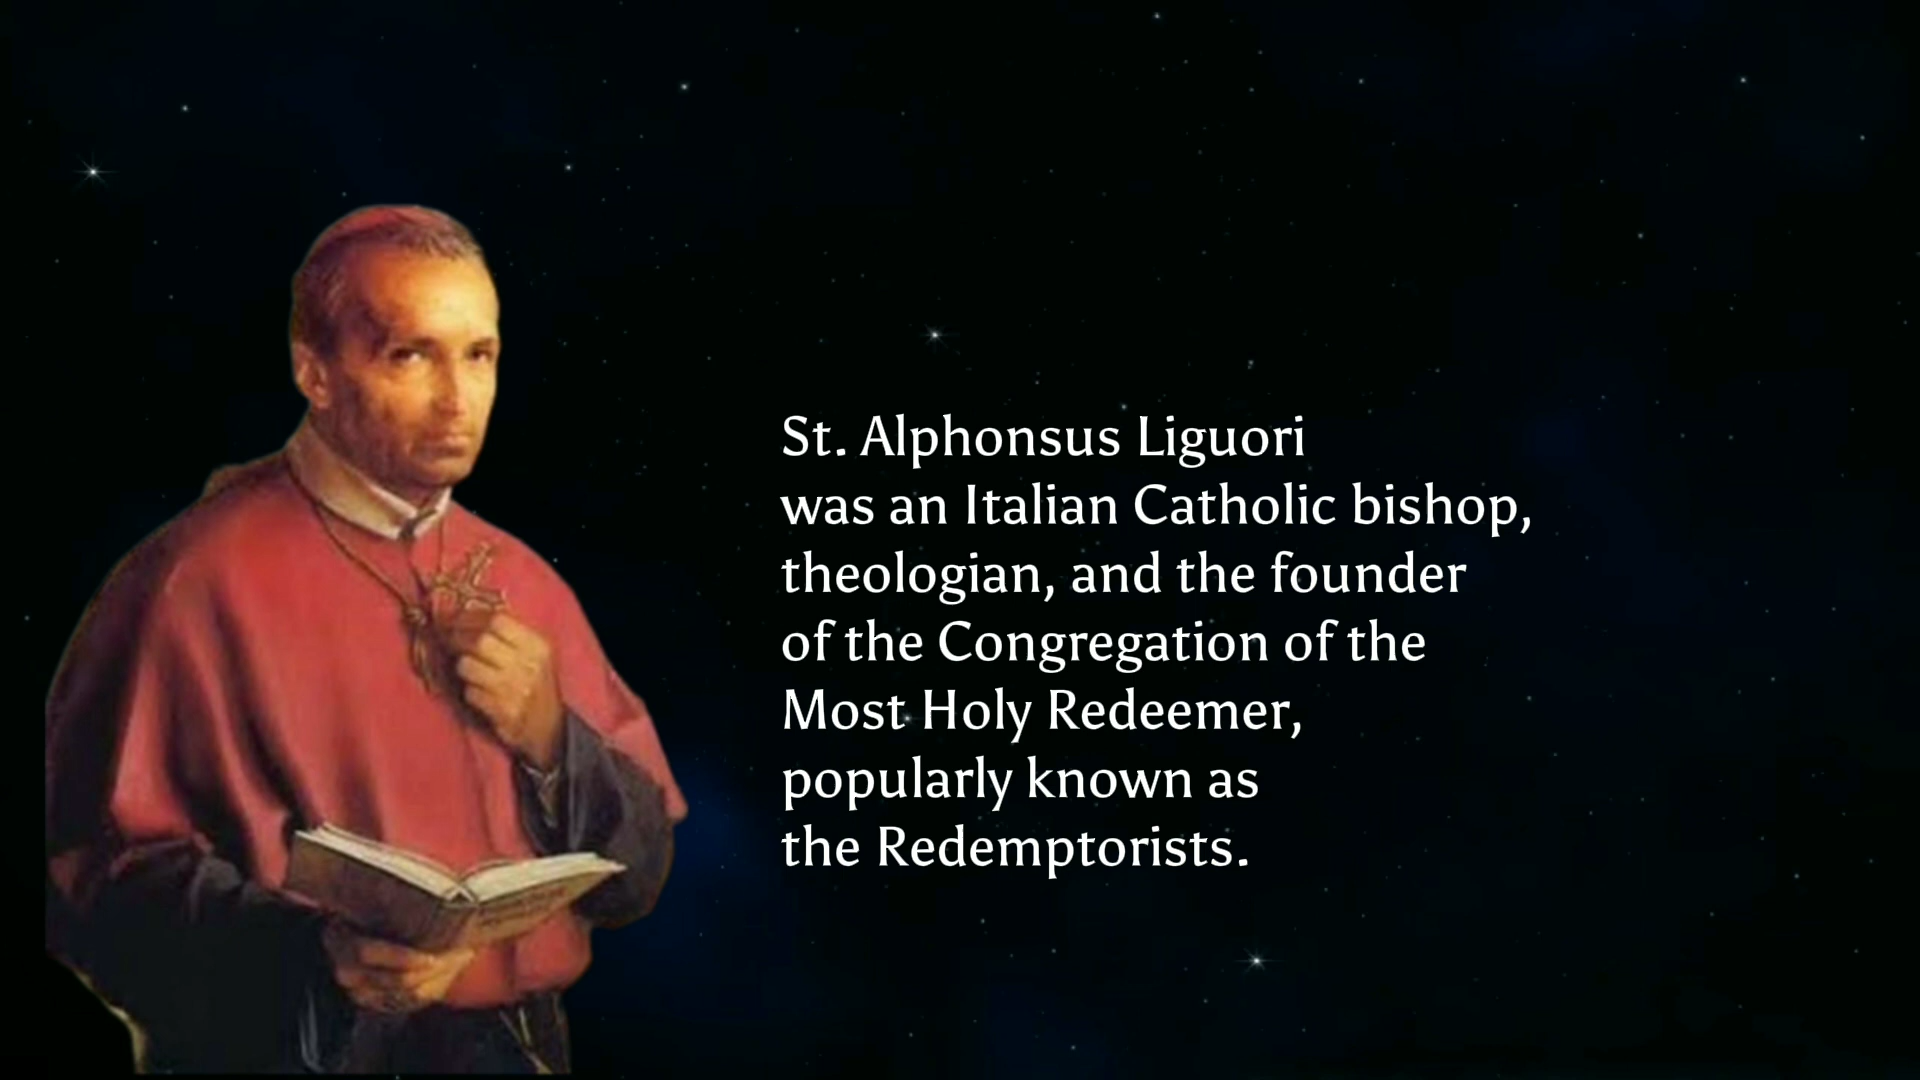 St. Alphonsus Liguori
was an Italian Catholic bishop,
theologian, and the founder
of the Congregation of the
Most Holy Redeemer,
popularly known as
the Redemptorists.